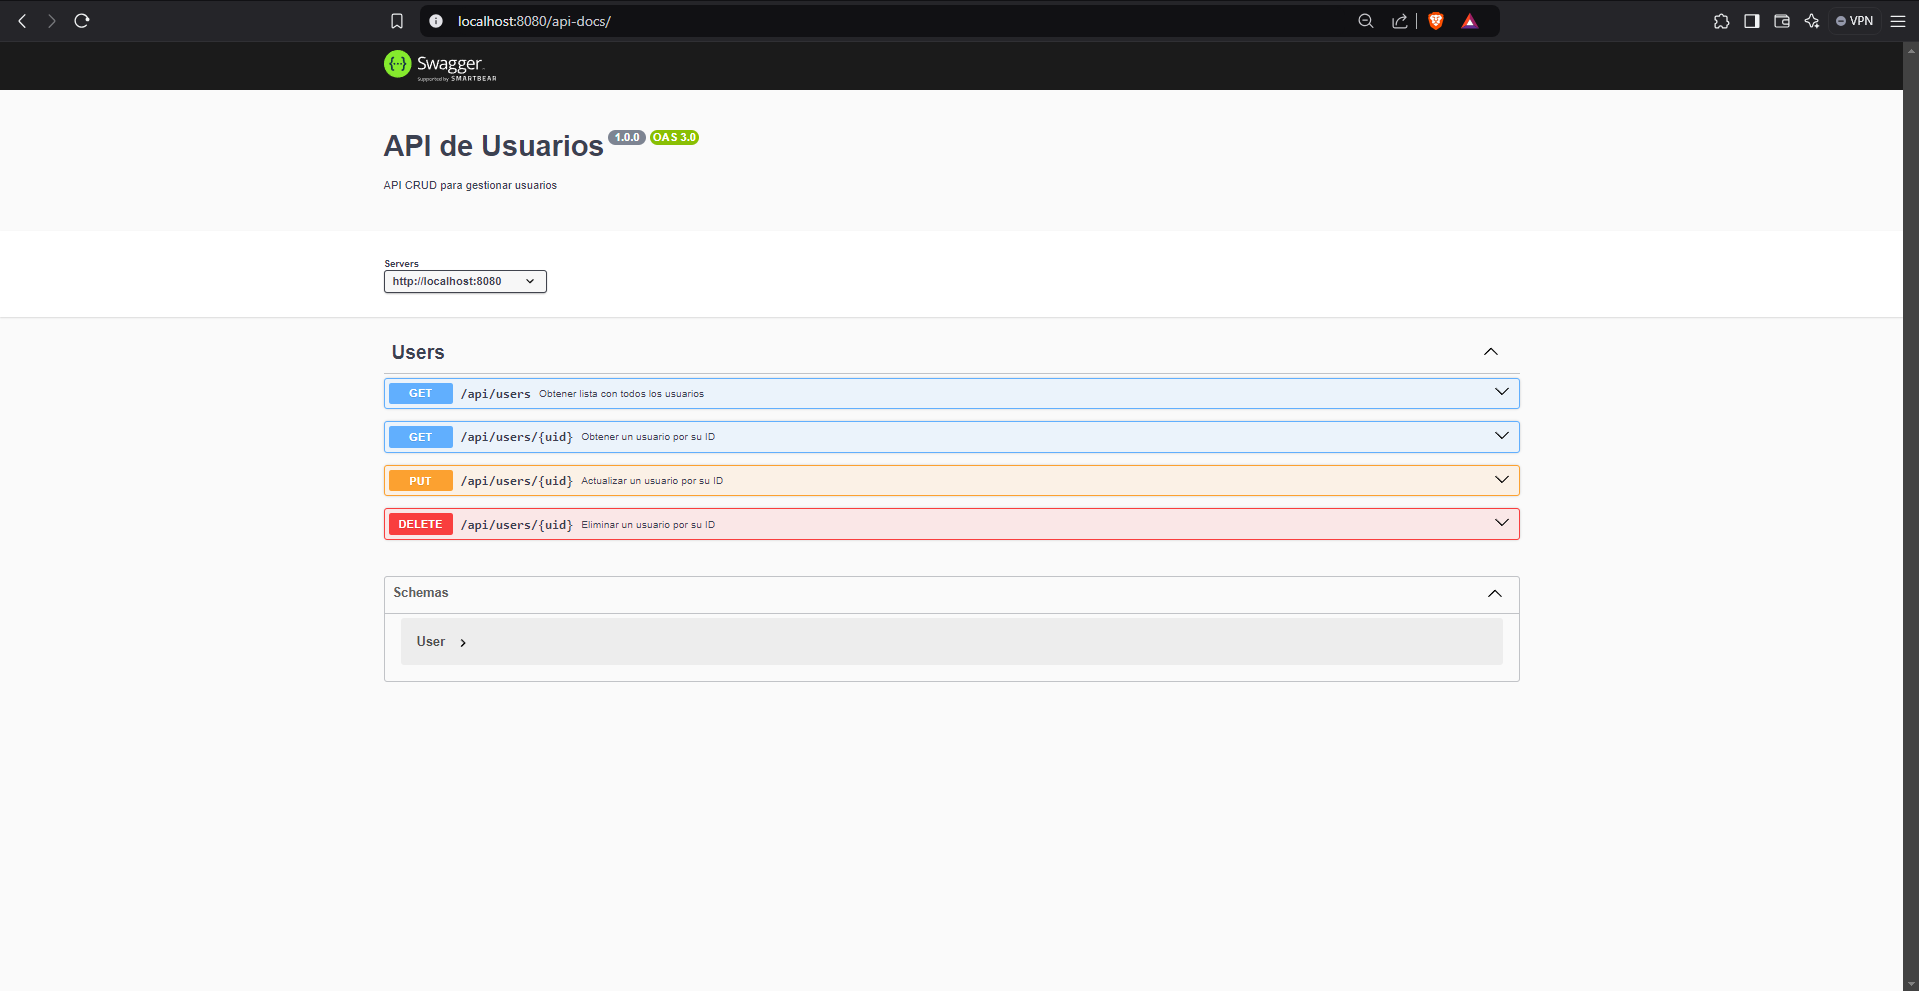 localhost:8080/api-docs/
VPN
Swagger.
Supported by SMARTBEAR
API de Usuarios 1.0.0 OAS 3.0
API CRUD para gestionar usuarios
Servers
http://localhost:8080
Users
GET /api/users Obtener lista con todos los usuarios
GET /api/users/{uid} Obtener un usuario por su ID
PUT /api/users/{uid} Actualizar un usuario por su ID
DELETE /api/users/{uid} Eliminar un usuario por su ID
Schemas
User